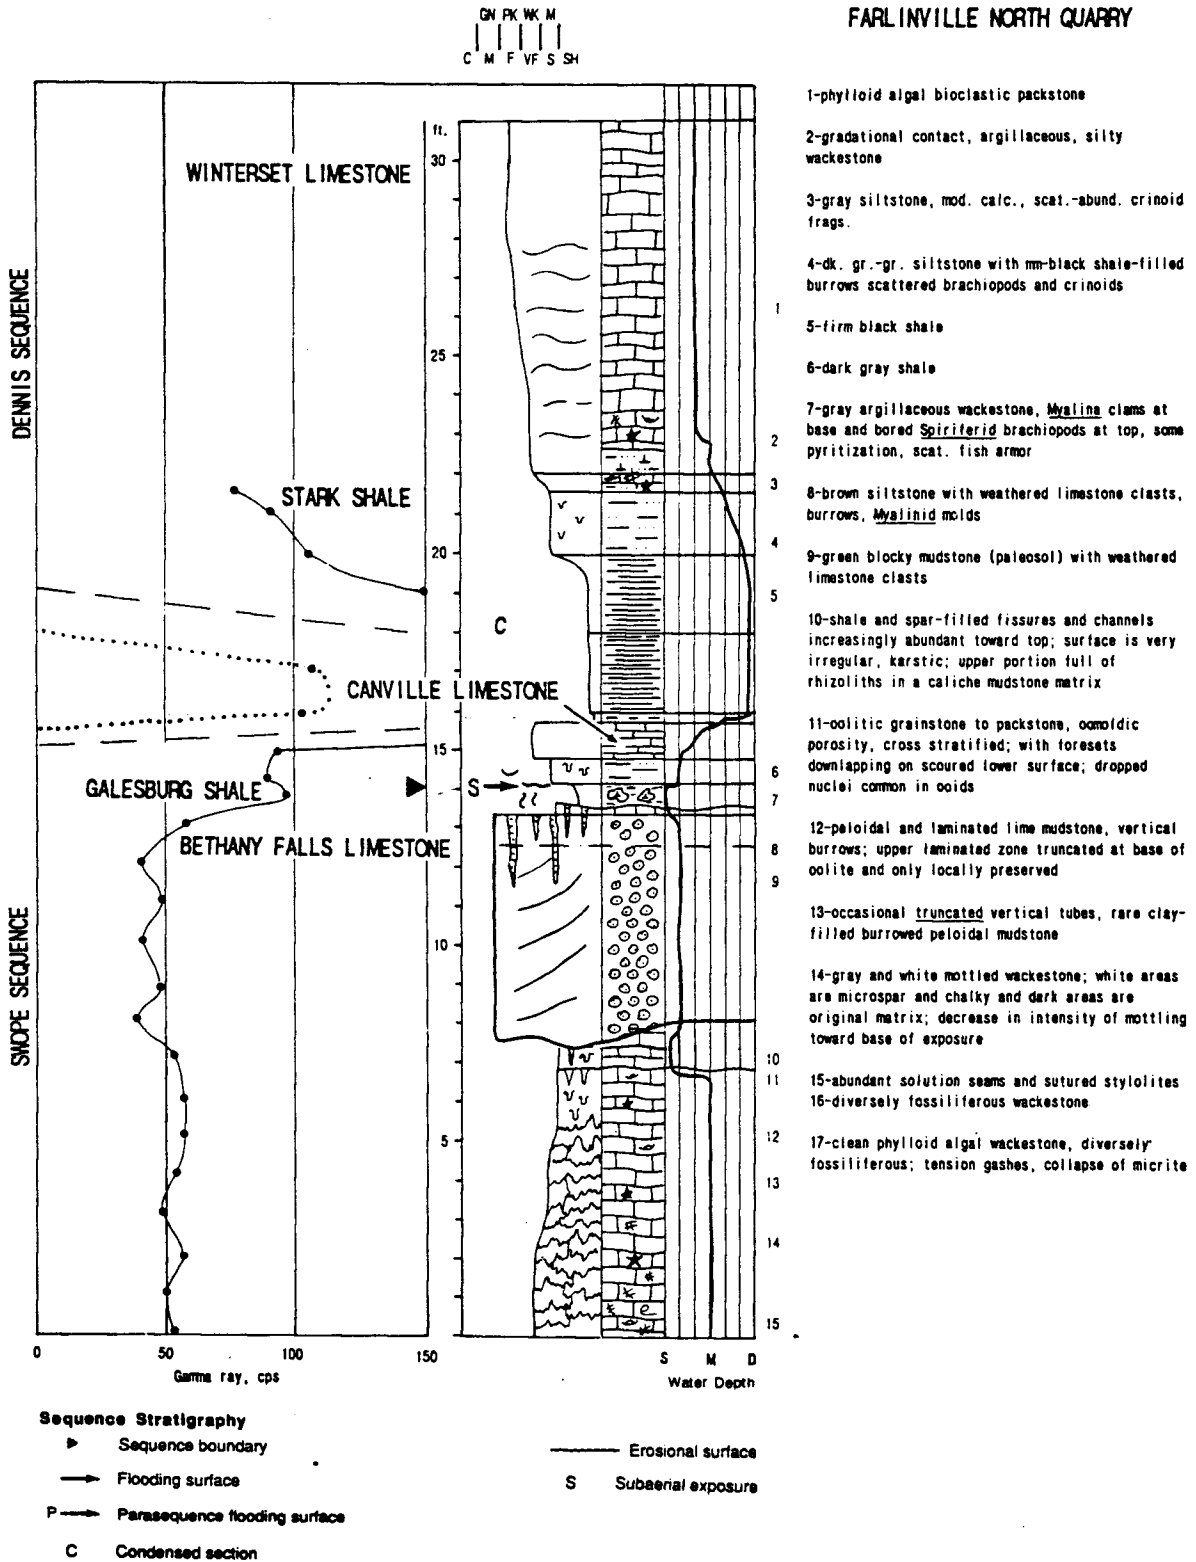 GN PK WK M
C M F VF S SH
FARLINVILLE NORTH QUARRY
DENNIS SEQUENCE
SWOPE SEQUENCE
WINTERSET LIMESTONE
STARK SHALE
CANVILLE LIMESTONE
GALESBURG SHALE
BETHANY FALLS LIMESTONE
ft.
30
25
20
15
10
5
C
S
1
2
3
4
5
6
7
8
9
10
11
12
13
14
15
0 50 100 150
Gamma ray, cps
S M D
Water Depth
1-phylloid algal bioclastic packstone
2-gradational contact, argillaceous, silty
wackestone
3-gray siltstone, mod. calc., scat.-abund. crinoid
frags.
4-dk. gr.-gr. siltstone with mm-black shale-filled
burrows scattered brachiopods and crinoids
5-firm black shale
6-dark gray shale
7-gray argillaceous wackestone, Myalina clams at
base and bored Spiriferid brachiopods at top, some
pyritization, scat. fish armor
8-brown siltstone with weathered limestone clasts,
burrows, Myalinid molds
9-green blocky mudstone (paleosol) with weathered
limestone clasts
10-shale and spar-filled fissures and channels
increasingly abundant toward top; surface is very
irregular, karstic; upper portion full of
rhizoliths in a caliche mudstone matrix
11-oolitic grainstone to packstone, oomoldic
porosity, cross stratified; with foresets
downlapping on scoured lower surface; dropped
nuclei common in ooids
12-peloidal and laminated lime mudstone, vertical
burrows; upper laminated zone truncated at base of
oolite and only locally preserved
13-occasional truncated vertical tubes, rare clay-
filled burrowed peloidal mudstone
14-gray and white mottled wackestone; white areas
are microspar and chalky and dark areas are
original matrix; decrease in intensity of mottling
toward base of exposure
15-abundant solution seams and sutured stylolites
16-diversely fossiliferous wackestone
17-clean phylloid algal wackestone, diversely
fossiliferous; tension gashes, collapse of micrite
Sequence Stratigraphy
Sequence boundary
Flooding surface
P Parasequence flooding surface
C Condensed section
Erosional surface
S Subaerial exposure